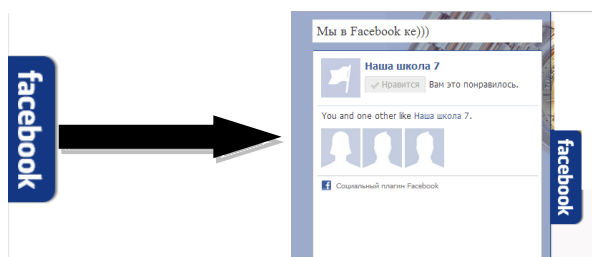 facebook
Мы в Facebook ке)))
Наша школа 7
Нравится Вам это понравилось.
You and one other like Наша школа 7.
Социальный плагин Facebook
facebook